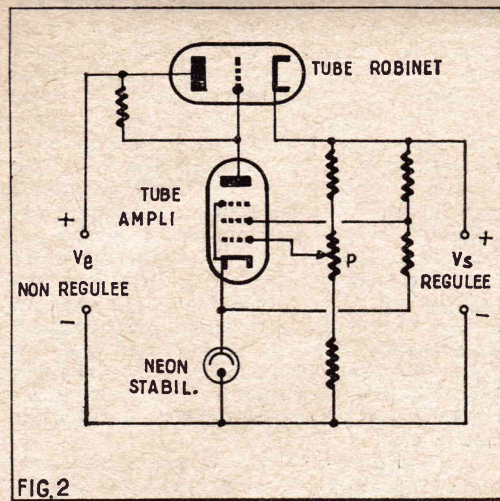 TUBE ROBINET
TUBE
AMPLI
+
Ve
NON REGULEE
-
P
+
Vs
REGULEE
-
NEON
STABIL.
FIG.2